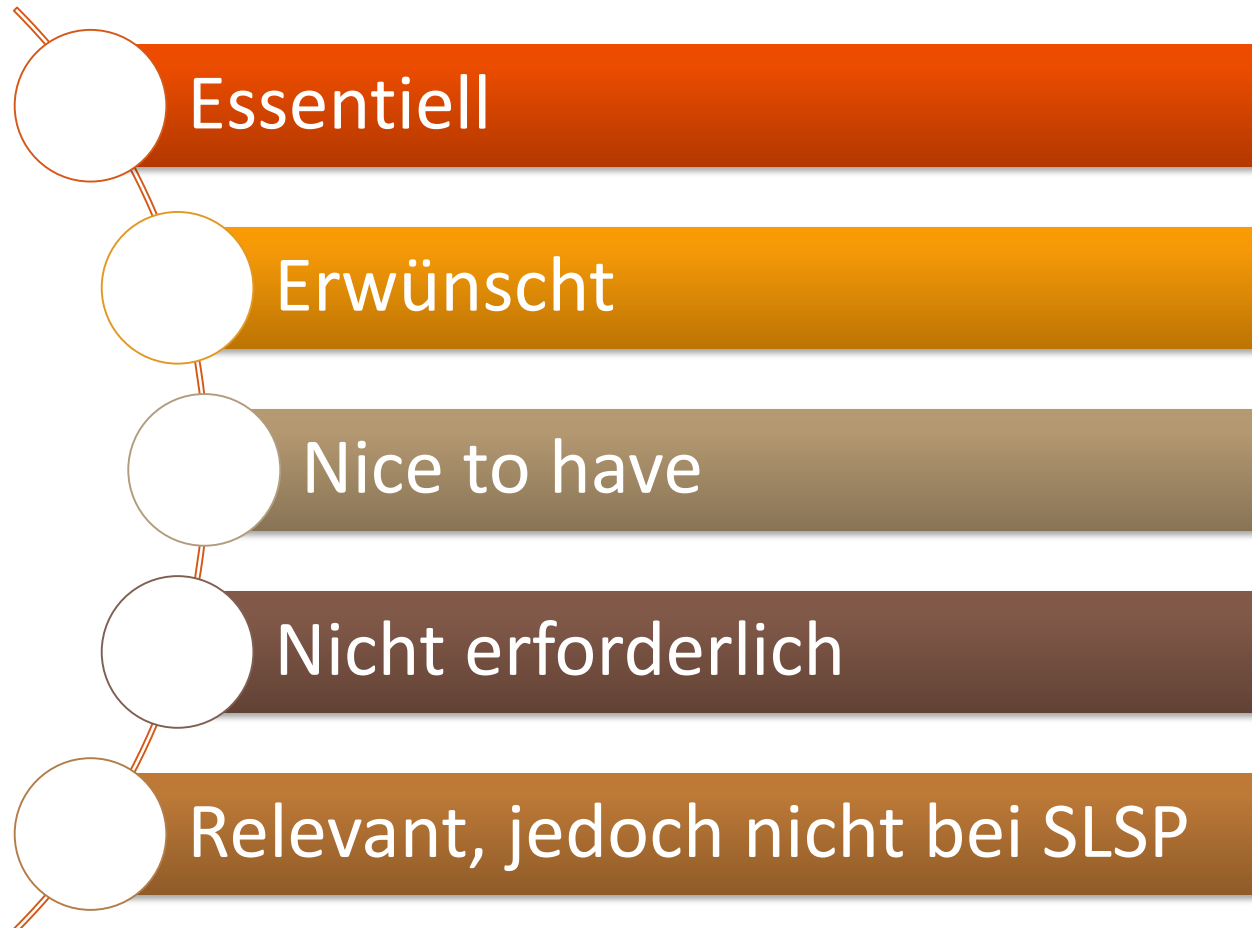 Essentiell
Erwünscht
Nice to have
Nicht erforderlich
Relevant, jedoch nicht bei SLSP